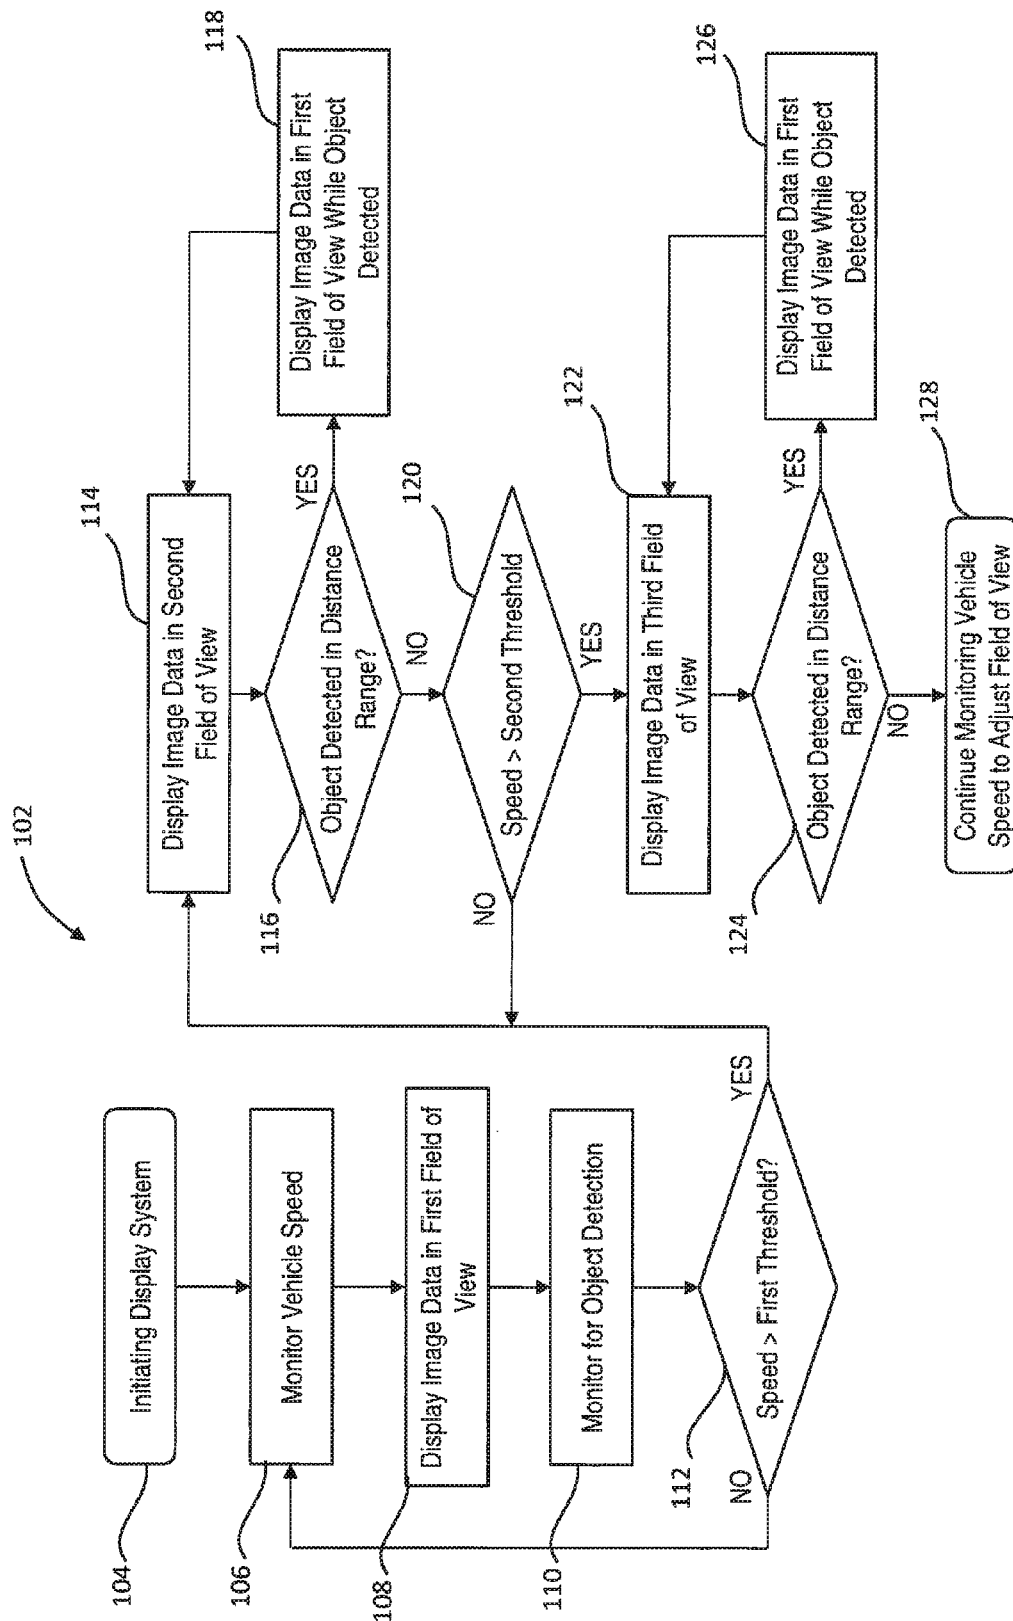 102
104
Initiating Display System
106
Monitor Vehicle Speed
108
Display Image Data in First Field of
View
110
Monitor for Object Detection
112
Speed > First Threshold?
NO
YES
114
Display Image Data in Second
Field of View
116
Object Detected in Distance
Range?
YES
NO
118
Display Image Data in First
Field of View While Object
Detected
120
Speed > Second Threshold
NO
YES
122
Display Image Data in Third Field
of View
124
Object Detected in Distance
Range?
YES
NO
126
Display Image Data in First
Field of View While Object
Detected
128
Continue Monitoring Vehicle
Speed to Adjust Field of View